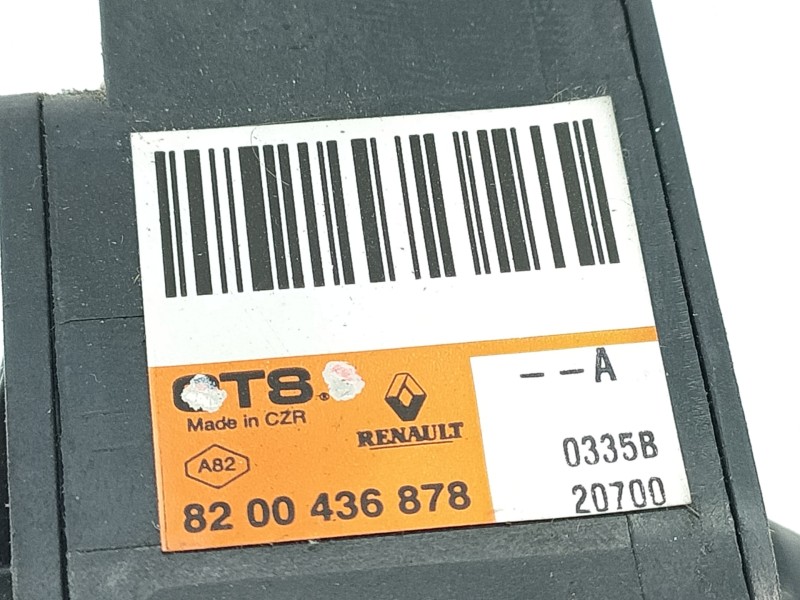 CTS®
Made in CZR
A82
RENAULT
82 00 436 878
--A
0335B
20700